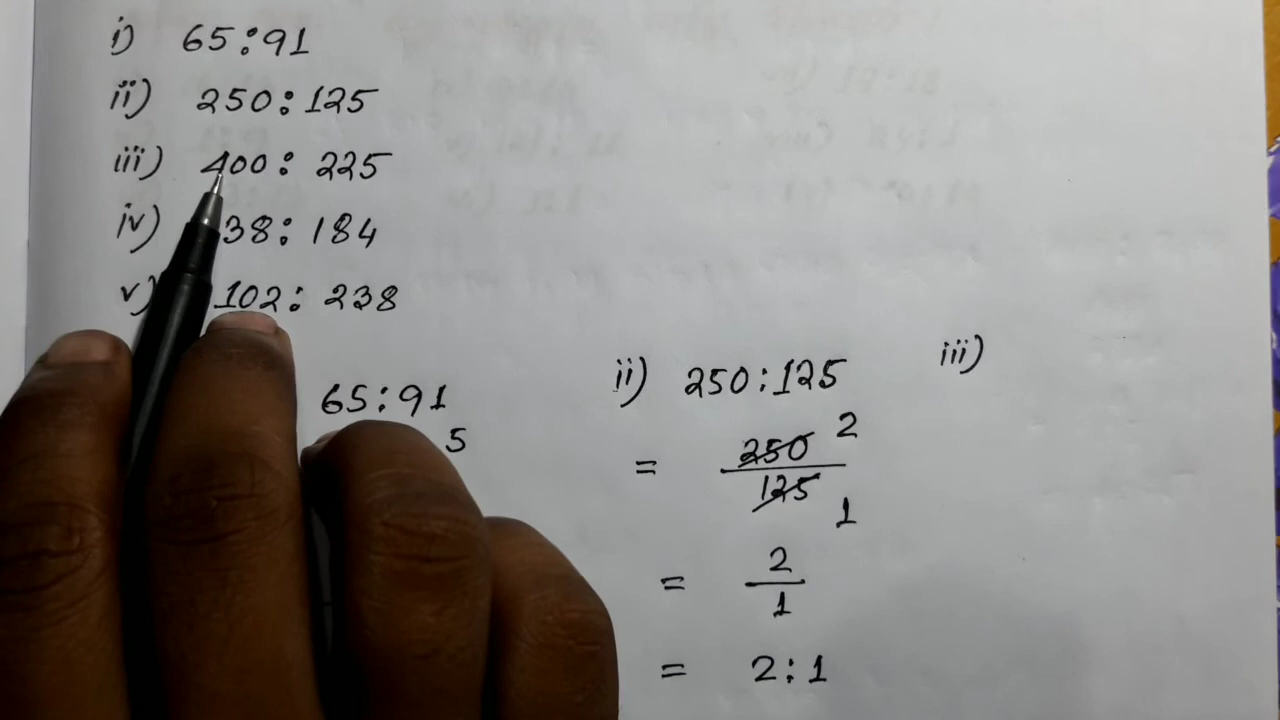 i) 65:91
ii) 250:125
iii) 400: 225
iv) 38: 184
v) 102: 238
65:91
5
ii) 250:125
= 250 2
125 1
= 2
1
= 2:1
iii)